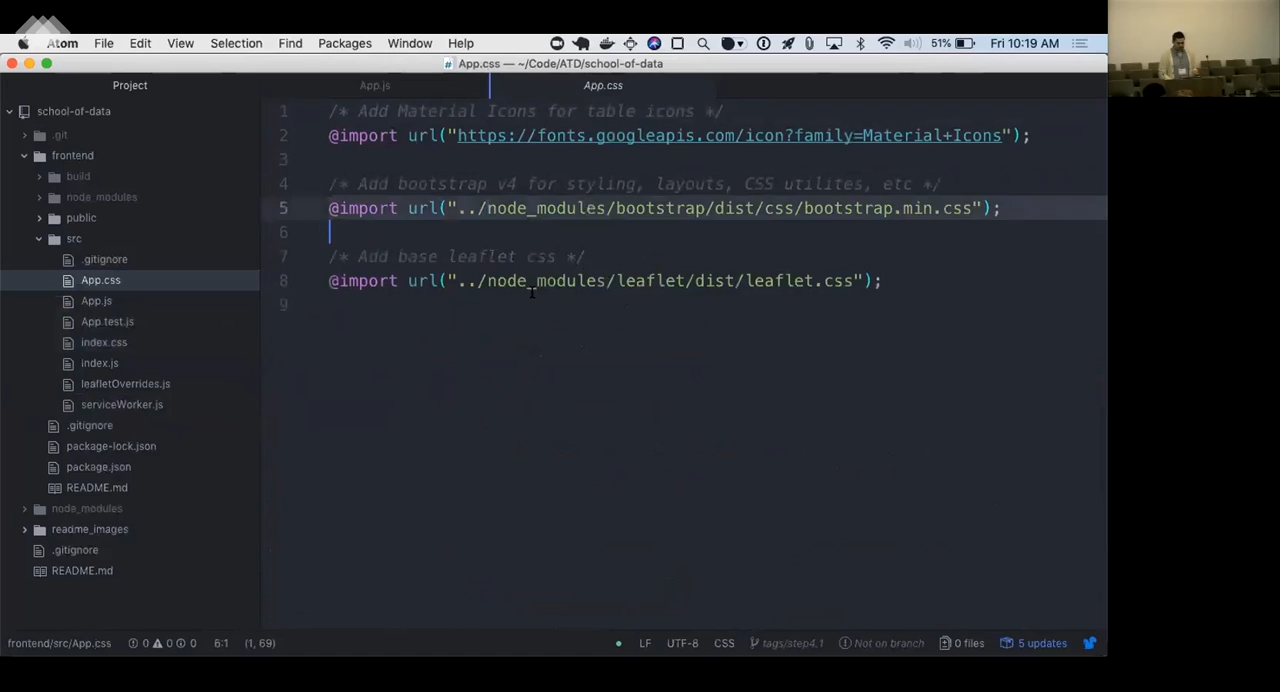 Atom File Edit View Selection Find Packages Window Help 51% Fri 10:19 AM
App.css — ~/Code/ATD/school-of-data
Project App.js App.css
school-of-data
.git
frontend
build
node_modules
public
src
.gitignore
App.css
App.js
App.test.js
index.css
index.js
leafletOverrides.js
serviceWorker.js
.gitignore
package-lock.json
package.json
README.md
node_modules
readme_images
.gitignore
README.md
1 /* Add Material Icons for table icons */
2 @import url("https://fonts.googleapis.com/icon?family=Material+Icons");
3
4 /* Add bootstrap v4 for styling, layouts, CSS utilites, etc */
5 @import url("../node_modules/bootstrap/dist/css/bootstrap.min.css");
6
7 /* Add base leaflet css */
8 @import url("../node_modules/leaflet/dist/leaflet.css");
9
frontend/src/App.css 0 0 0 6:1 (1, 69) LF UTF-8 CSS tags/step4.1 Not on branch 0 files 5 updates